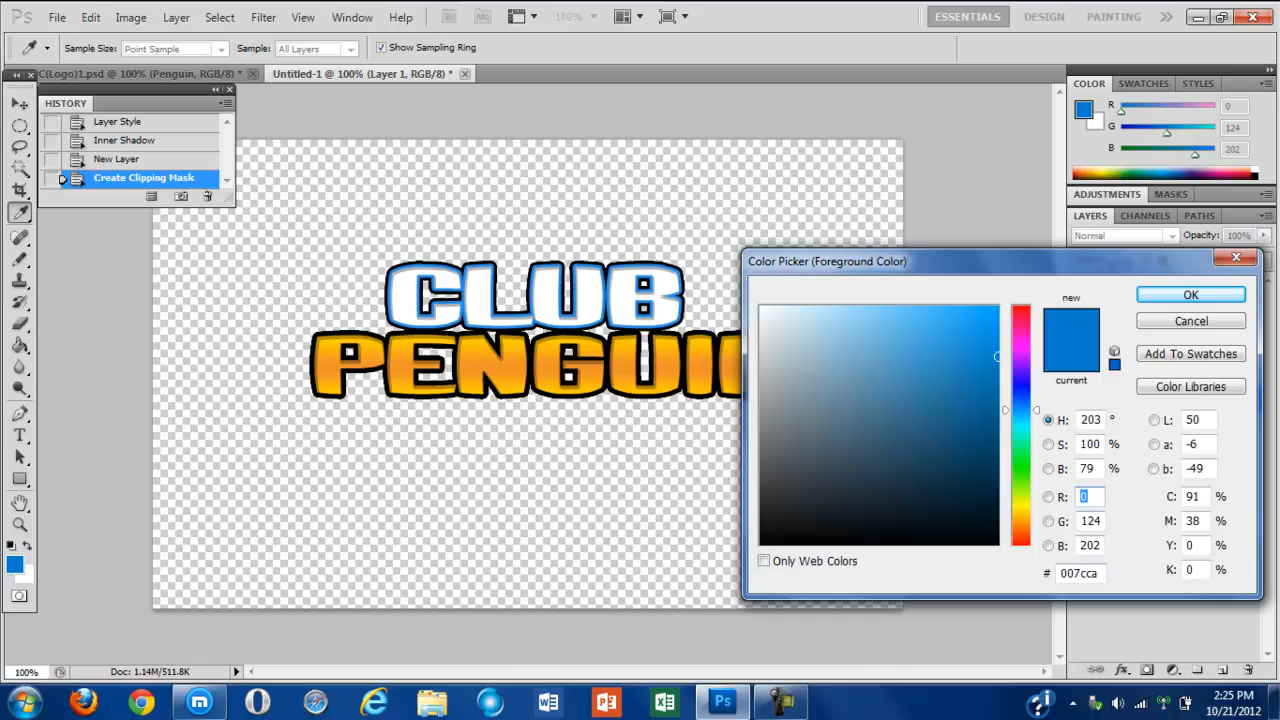 Ps File Edit Image Layer Select Filter View Window Help Br Mb 100% ESSENTIALS DESIGN PAINTING
Sample Size: Point Sample Sample: All Layers Show Sampling Ring
C(Logo)1.psd @ 100% (Penguin, RGB/8) * Untitled-1 @ 100% (Layer 1, RGB/8) *
HISTORY
Layer Style
Inner Shadow
New Layer
Create Clipping Mask
COLOR SWATCHES STYLES
R 0
G 124
B 202
ADJUSTMENTS MASKS
LAYERS CHANNELS PATHS
Normal Opacity: 100%
CLUB
PENGUIN
Color Picker (Foreground Color)
new
current
OK
Cancel
Add To Swatches
Color Libraries
H: 203 ° L: 50
S: 100 % a: -6
B: 79 % b: -49
R: 0 C: 91 %
G: 124 M: 38 %
B: 202 Y: 0 %
# 007cca K: 0 %
Only Web Colors
T
100% Doc: 1.14M/511.8K
fx
W P X Ps
2:25 PM
10/21/2012